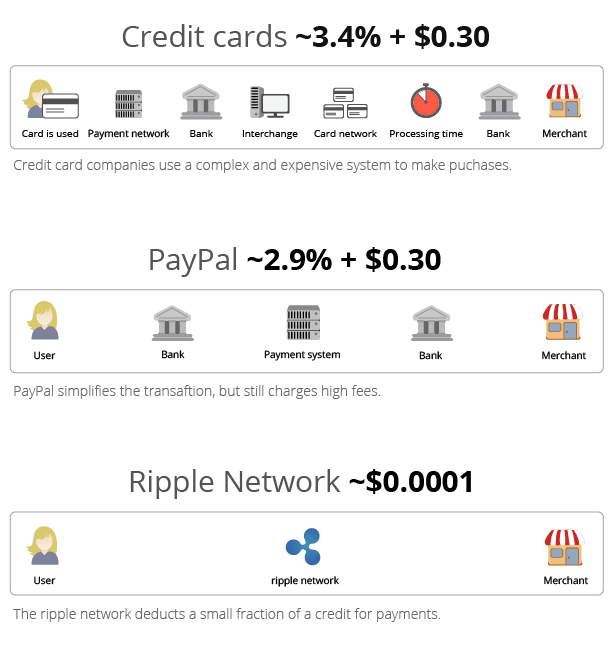 Credit cards ~3.4% + $0.30
Card is used Payment network Bank Interchange Card network Processing time Bank Merchant
Credit card companies use a complex and expensive system to make puchases.
PayPal ~2.9% + $0.30
User Bank Payment system Bank Merchant
PayPal simplifies the transaftion, but still charges high fees.
Ripple Network ~$0.0001
User ripple network Merchant
The ripple network deducts a small fraction of a credit for payments.